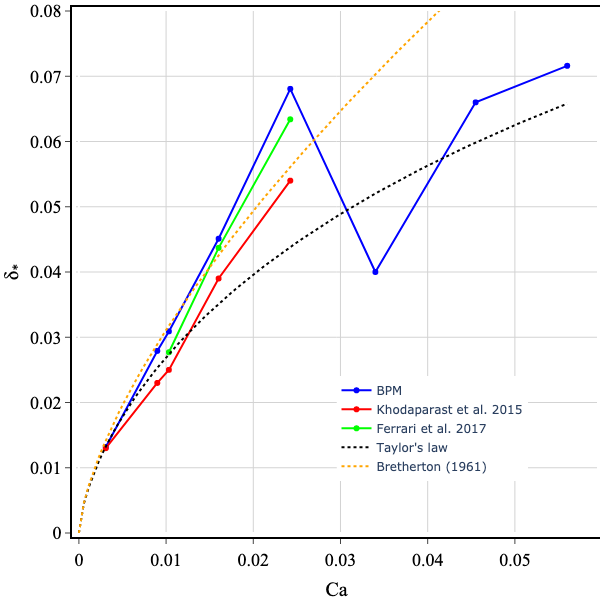 0.08
0.07
0.06
0.05
0.04
0.03
0.02
0.01
0
δ*
BPM
Khodaparast et al. 2015
Ferrari et al. 2017
Taylor's law
Bretherton (1961)
0 0.01 0.02 0.03 0.04 0.05
Ca